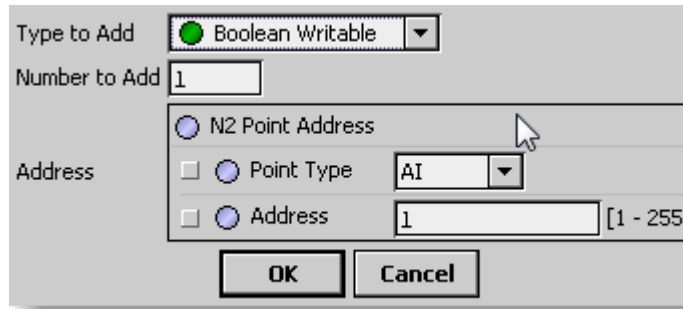 Type to Add Boolean Writable
Number to Add 1
N2 Point Address
Address Point Type AI
Address 1 [1 - 255
OK Cancel